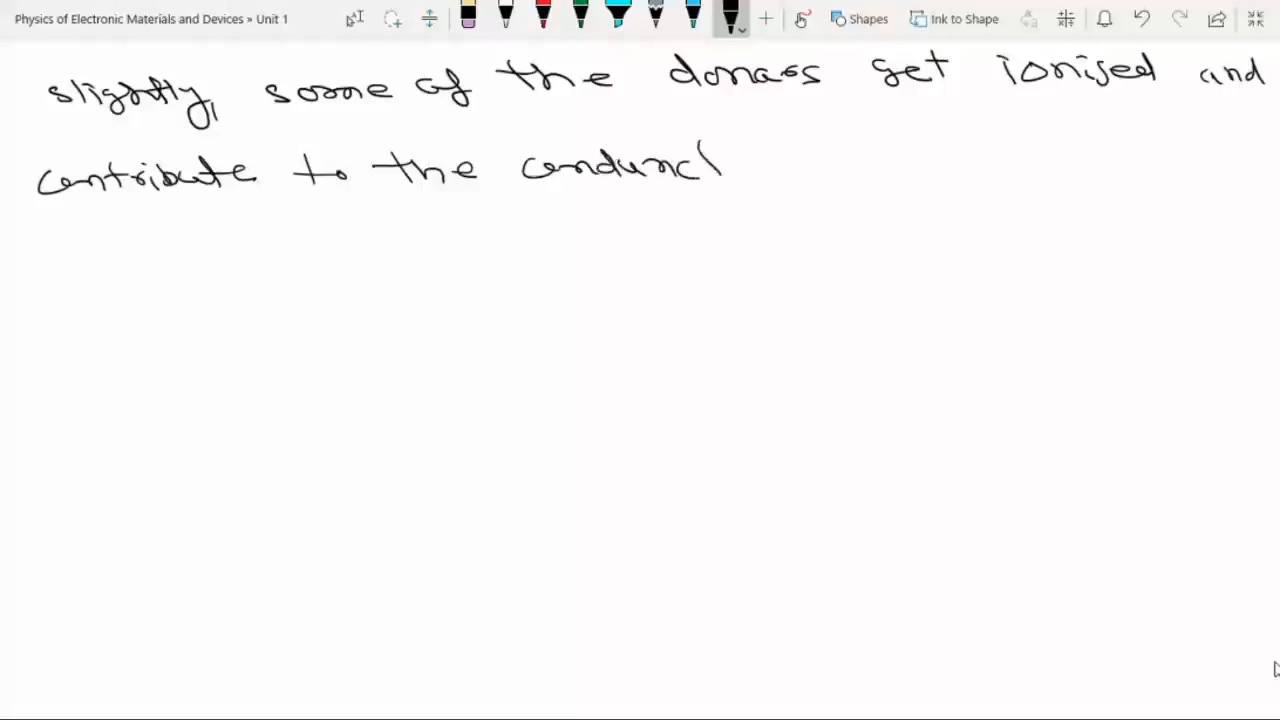 Physics of Electronic Materials and Devices » Unit 1
Shapes
Ink to Shape
slightly, some of the donors get ionised and
contribute to the